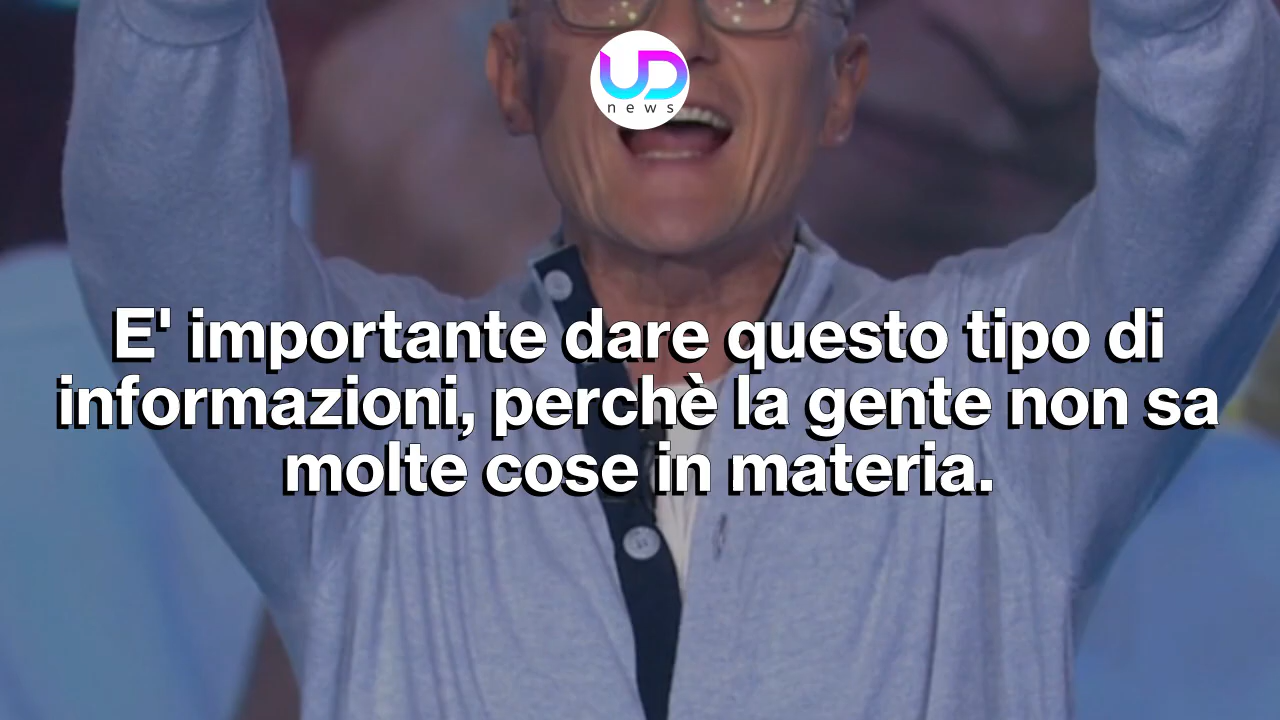 UD
news
E' importante dare questo tipo di
informazioni, perchè la gente non sa
molte cose in materia.